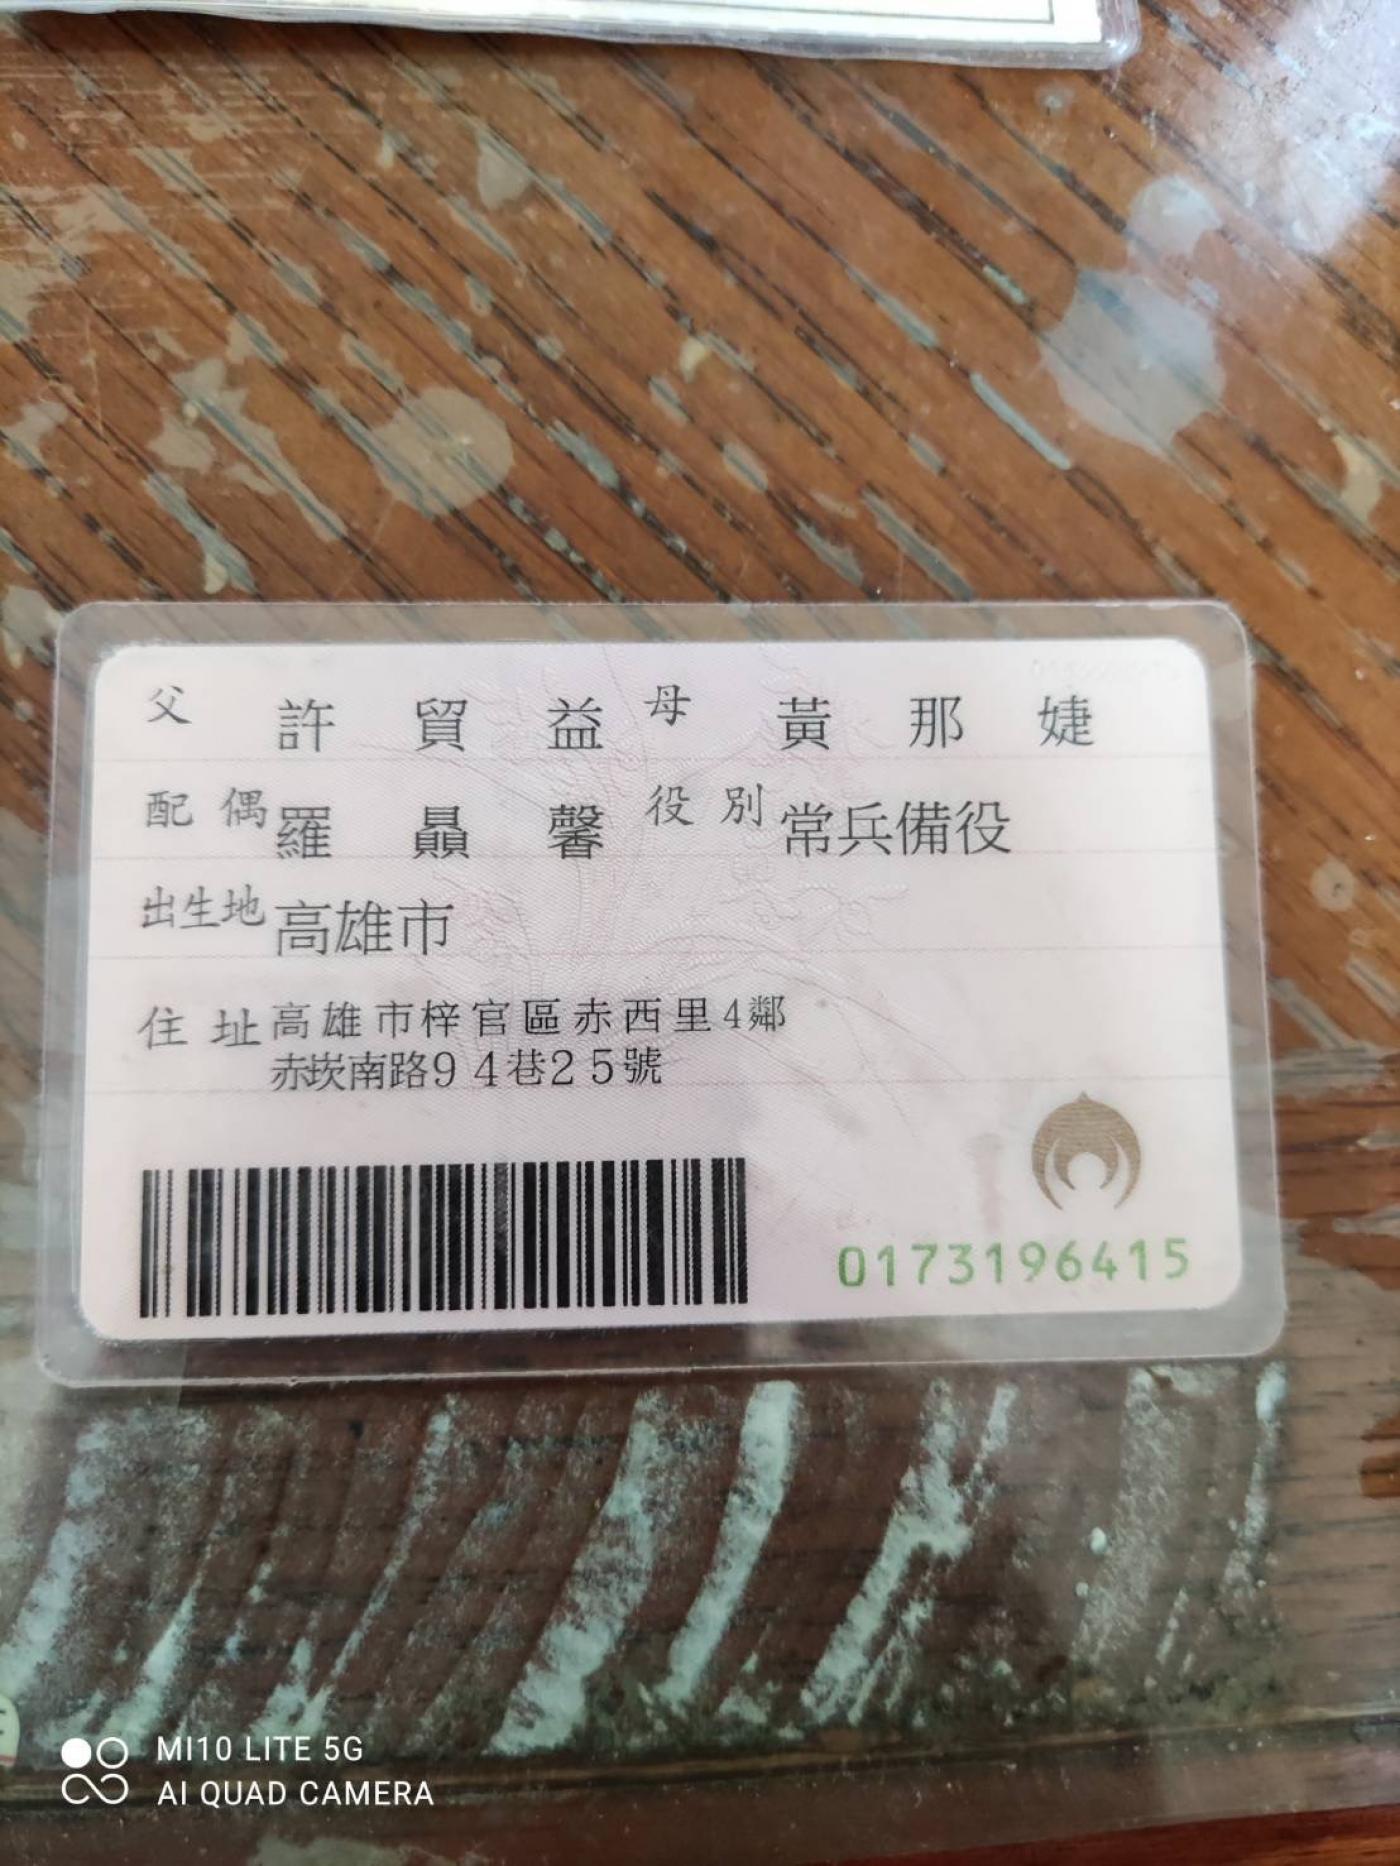 父 許貿益 母 黃那婕
配偶 羅贔馨 役別 常兵備役
出生地 高雄市
住址 高雄市梓官區赤西里4鄰
赤崁南路94巷25號
0173196415
MI10 LITE 5G
AI QUAD CAMERA